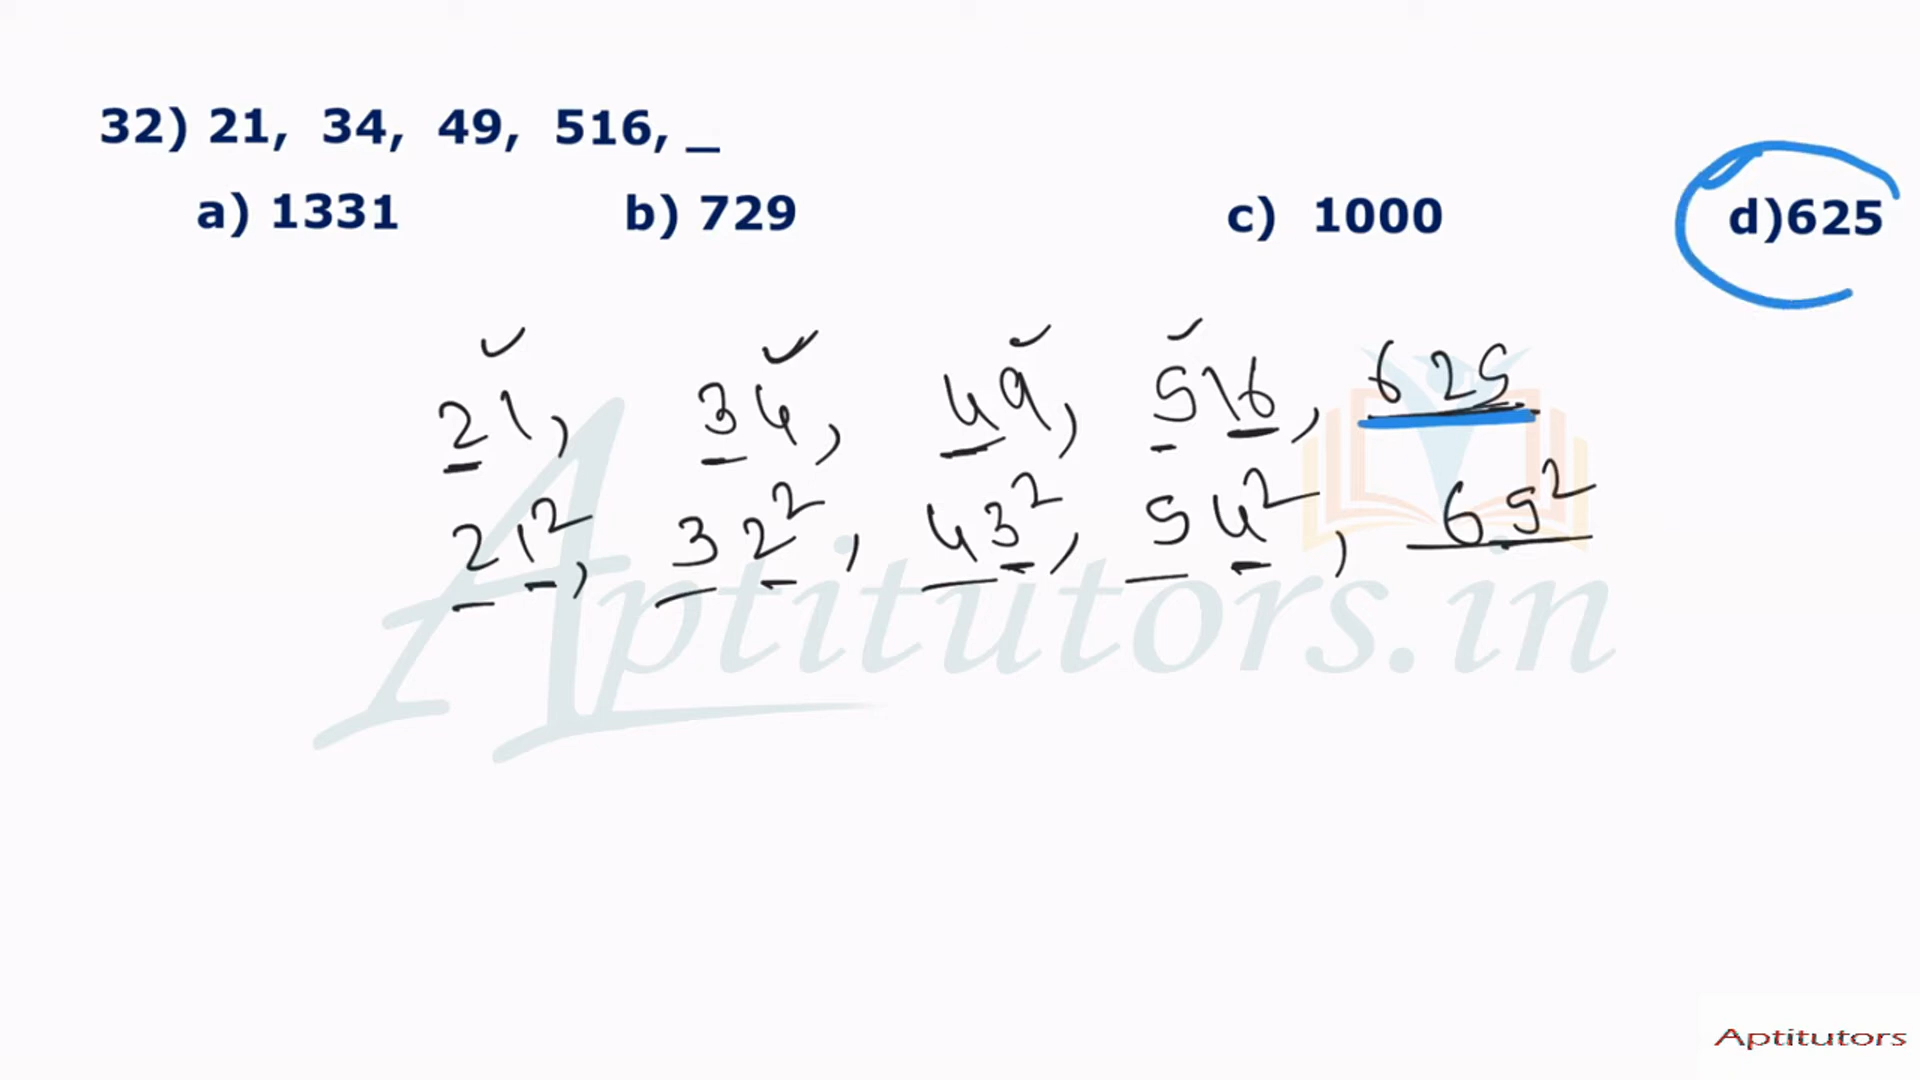 32) 21, 34, 49, 516, _
a) 1331 b) 729 c) 1000 d)625
21, 34, 49, 516, 625
21², 32², 43², 54², 65²
Aptitutors.in
Aptitutors